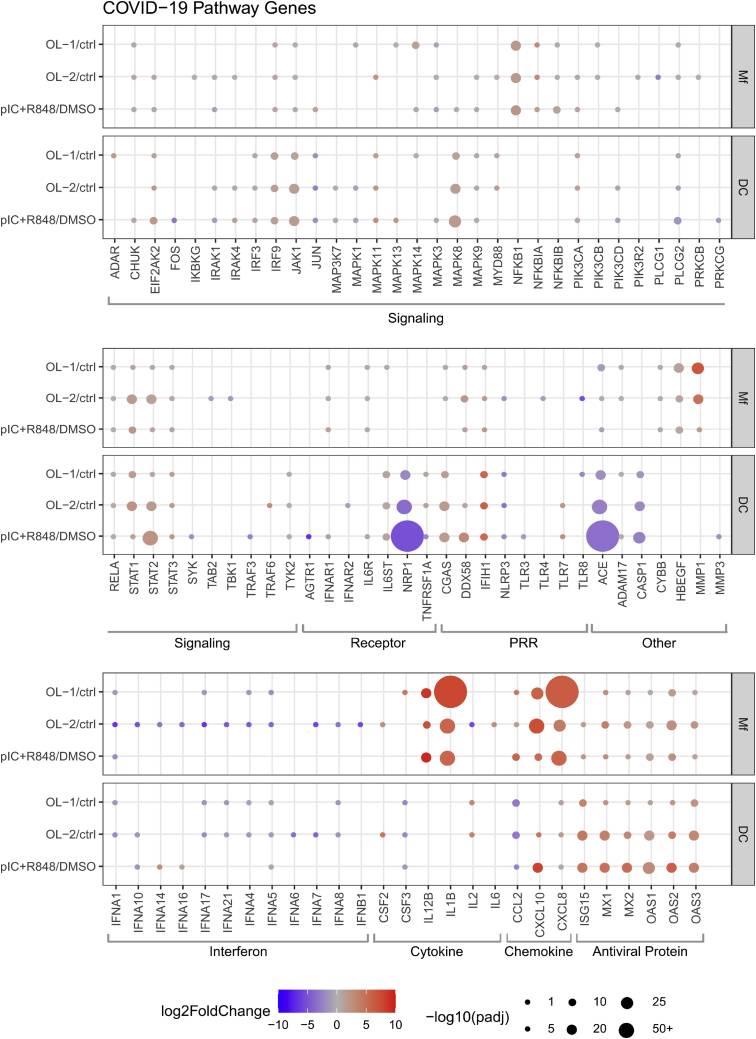 COVID−19 Pathway Genes
OL−1/ctrl
OL−2/ctrl
pIC+R848/DMSO
Mf
OL−1/ctrl
OL−2/ctrl
pIC+R848/DMSO
DC
ADAR CHUK EIF2AK2 FOS IKBKG IRAK1 IRAK4 IRF3 IRF9 JAK1 JUN MAP3K7 MAPK1 MAPK11 MAPK13 MAPK14 MAPK3 MAPK8 MAPK9 MYD88 NFKB1 NFKBIA NFKBIB PIK3CA PIK3CB PIK3CD PIK3R2 PLCG1 PLCG2 PRKCB PRKCG
Signaling
OL−1/ctrl
OL−2/ctrl
pIC+R848/DMSO
Mf
OL−1/ctrl
OL−2/ctrl
pIC+R848/DMSO
DC
RELA STAT1 STAT2 STAT3 SYK TAB2 TBK1 TRAF3 TRAF6 TYK2 AGTR1 IFNAR1 IFNAR2 IL6R IL6ST NRP1 TNFRSF1A CGAS DDX58 IFIH1 NLRP3 TLR3 TLR4 TLR7 TLR8 ACE ADAM17 CASP1 CYBB HBEGF MMP1 MMP3
Signaling Receptor PRR Other
OL−1/ctrl
OL−2/ctrl
pIC+R848/DMSO
Mf
OL−1/ctrl
OL−2/ctrl
pIC+R848/DMSO
DC
IFNA1 IFNA10 IFNA14 IFNA16 IFNA17 IFNA21 IFNA4 IFNA5 IFNA6 IFNA7 IFNA8 IFNB1 CSF2 CSF3 IL12B IL1B IL2 IL6 CCL2 CXCL10 CXCL8 ISG15 MX1 MX2 OAS1 OAS2 OAS3
Interferon Cytokine Chemokine Antiviral Protein
log2FoldChange
−10 −5 0 5 10
−log10(padj)
1 10 25
5 20 50+